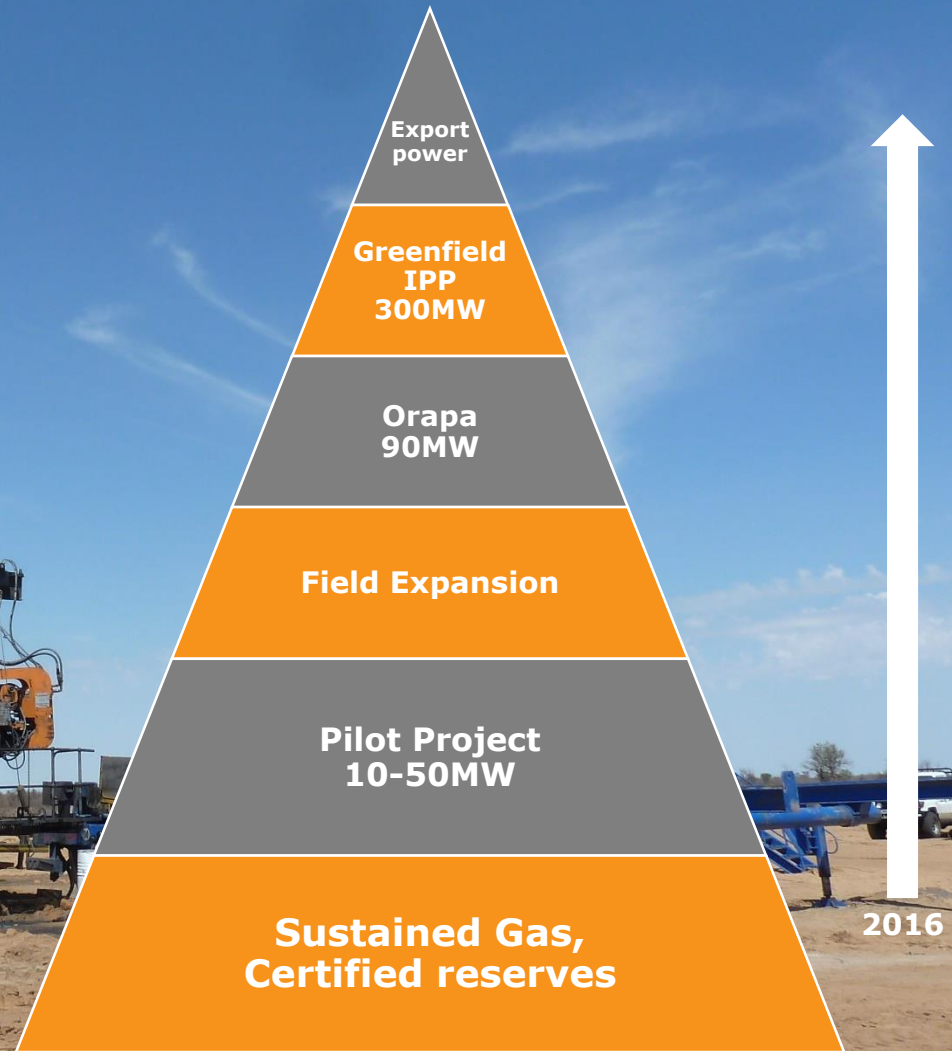 Export
power
Greenfield
IPP
300MW
Orapa
90MW
Field Expansion
Pilot Project
10-50MW
Sustained Gas,
Certified reserves
2016